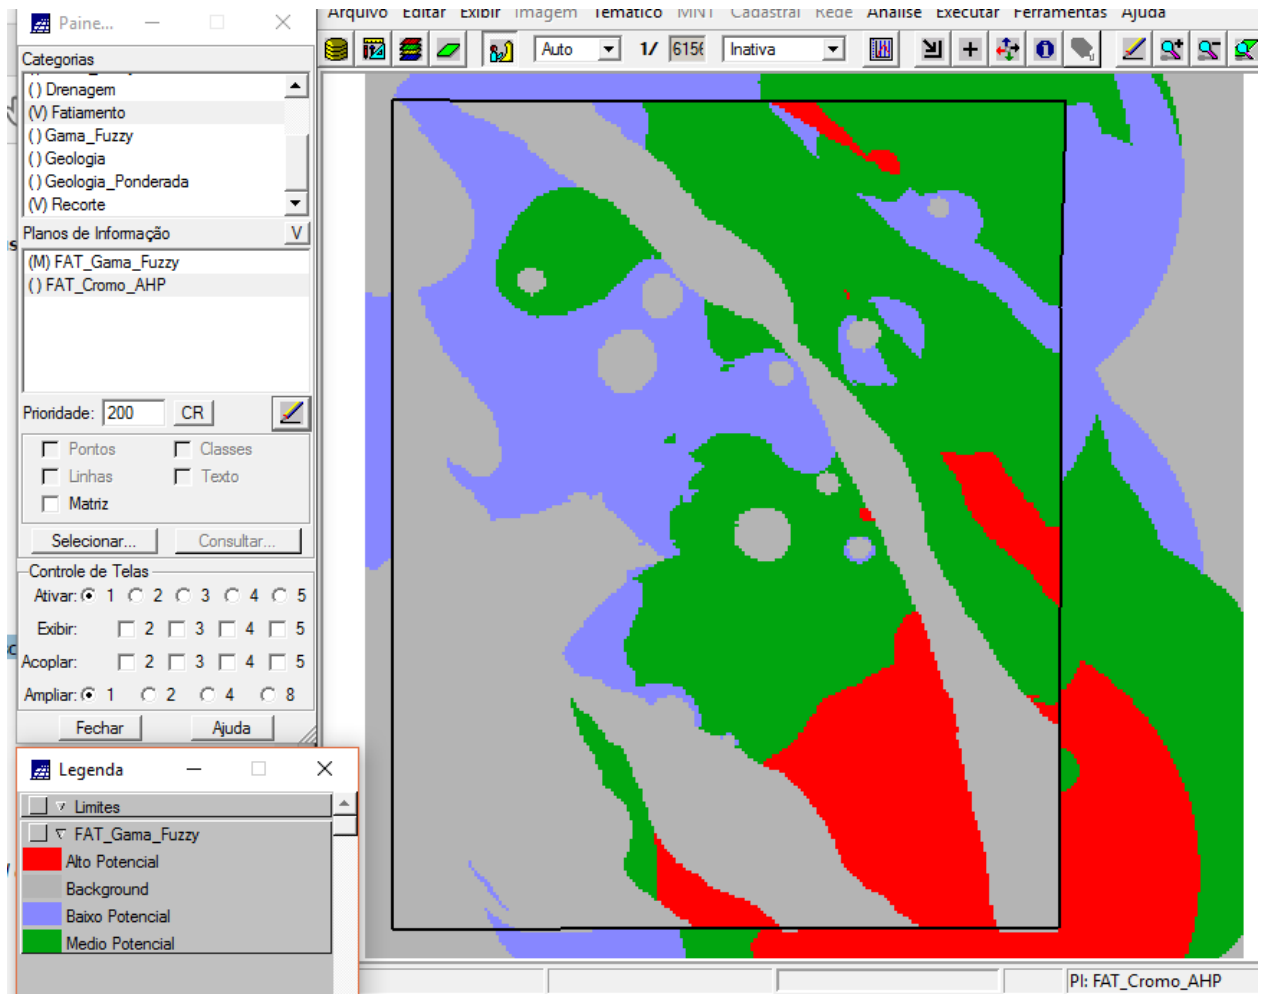 Paine...
Arquivo Editar Exibir Imagem Temático MNT Cadastral Rede Análise Executar Ferramentas Ajuda
Auto 1/ 6156 Inativa
Categorias
( ) Drenagem
(V) Fatiamento
( ) Gama_Fuzzy
( ) Geologia
( ) Geologia_Ponderada
(V) Recorte
Planos de Informação V
(M) FAT_Gama_Fuzzy
( ) FAT_Cromo_AHP
Prioridade: 200 CR
Pontos Classes
Linhas Texto
Matriz
Selecionar... Consultar...
Controle de Telas
Ativar: 1 2 3 4 5
Exibir: 2 3 4 5
Acoplar: 2 3 4 5
Ampliar: 1 2 4 8
Fechar Ajuda
Legenda
Limites
FAT_Gama_Fuzzy
Alto Potencial
Background
Baixo Potencial
Medio Potencial
PI: FAT_Cromo_AHP